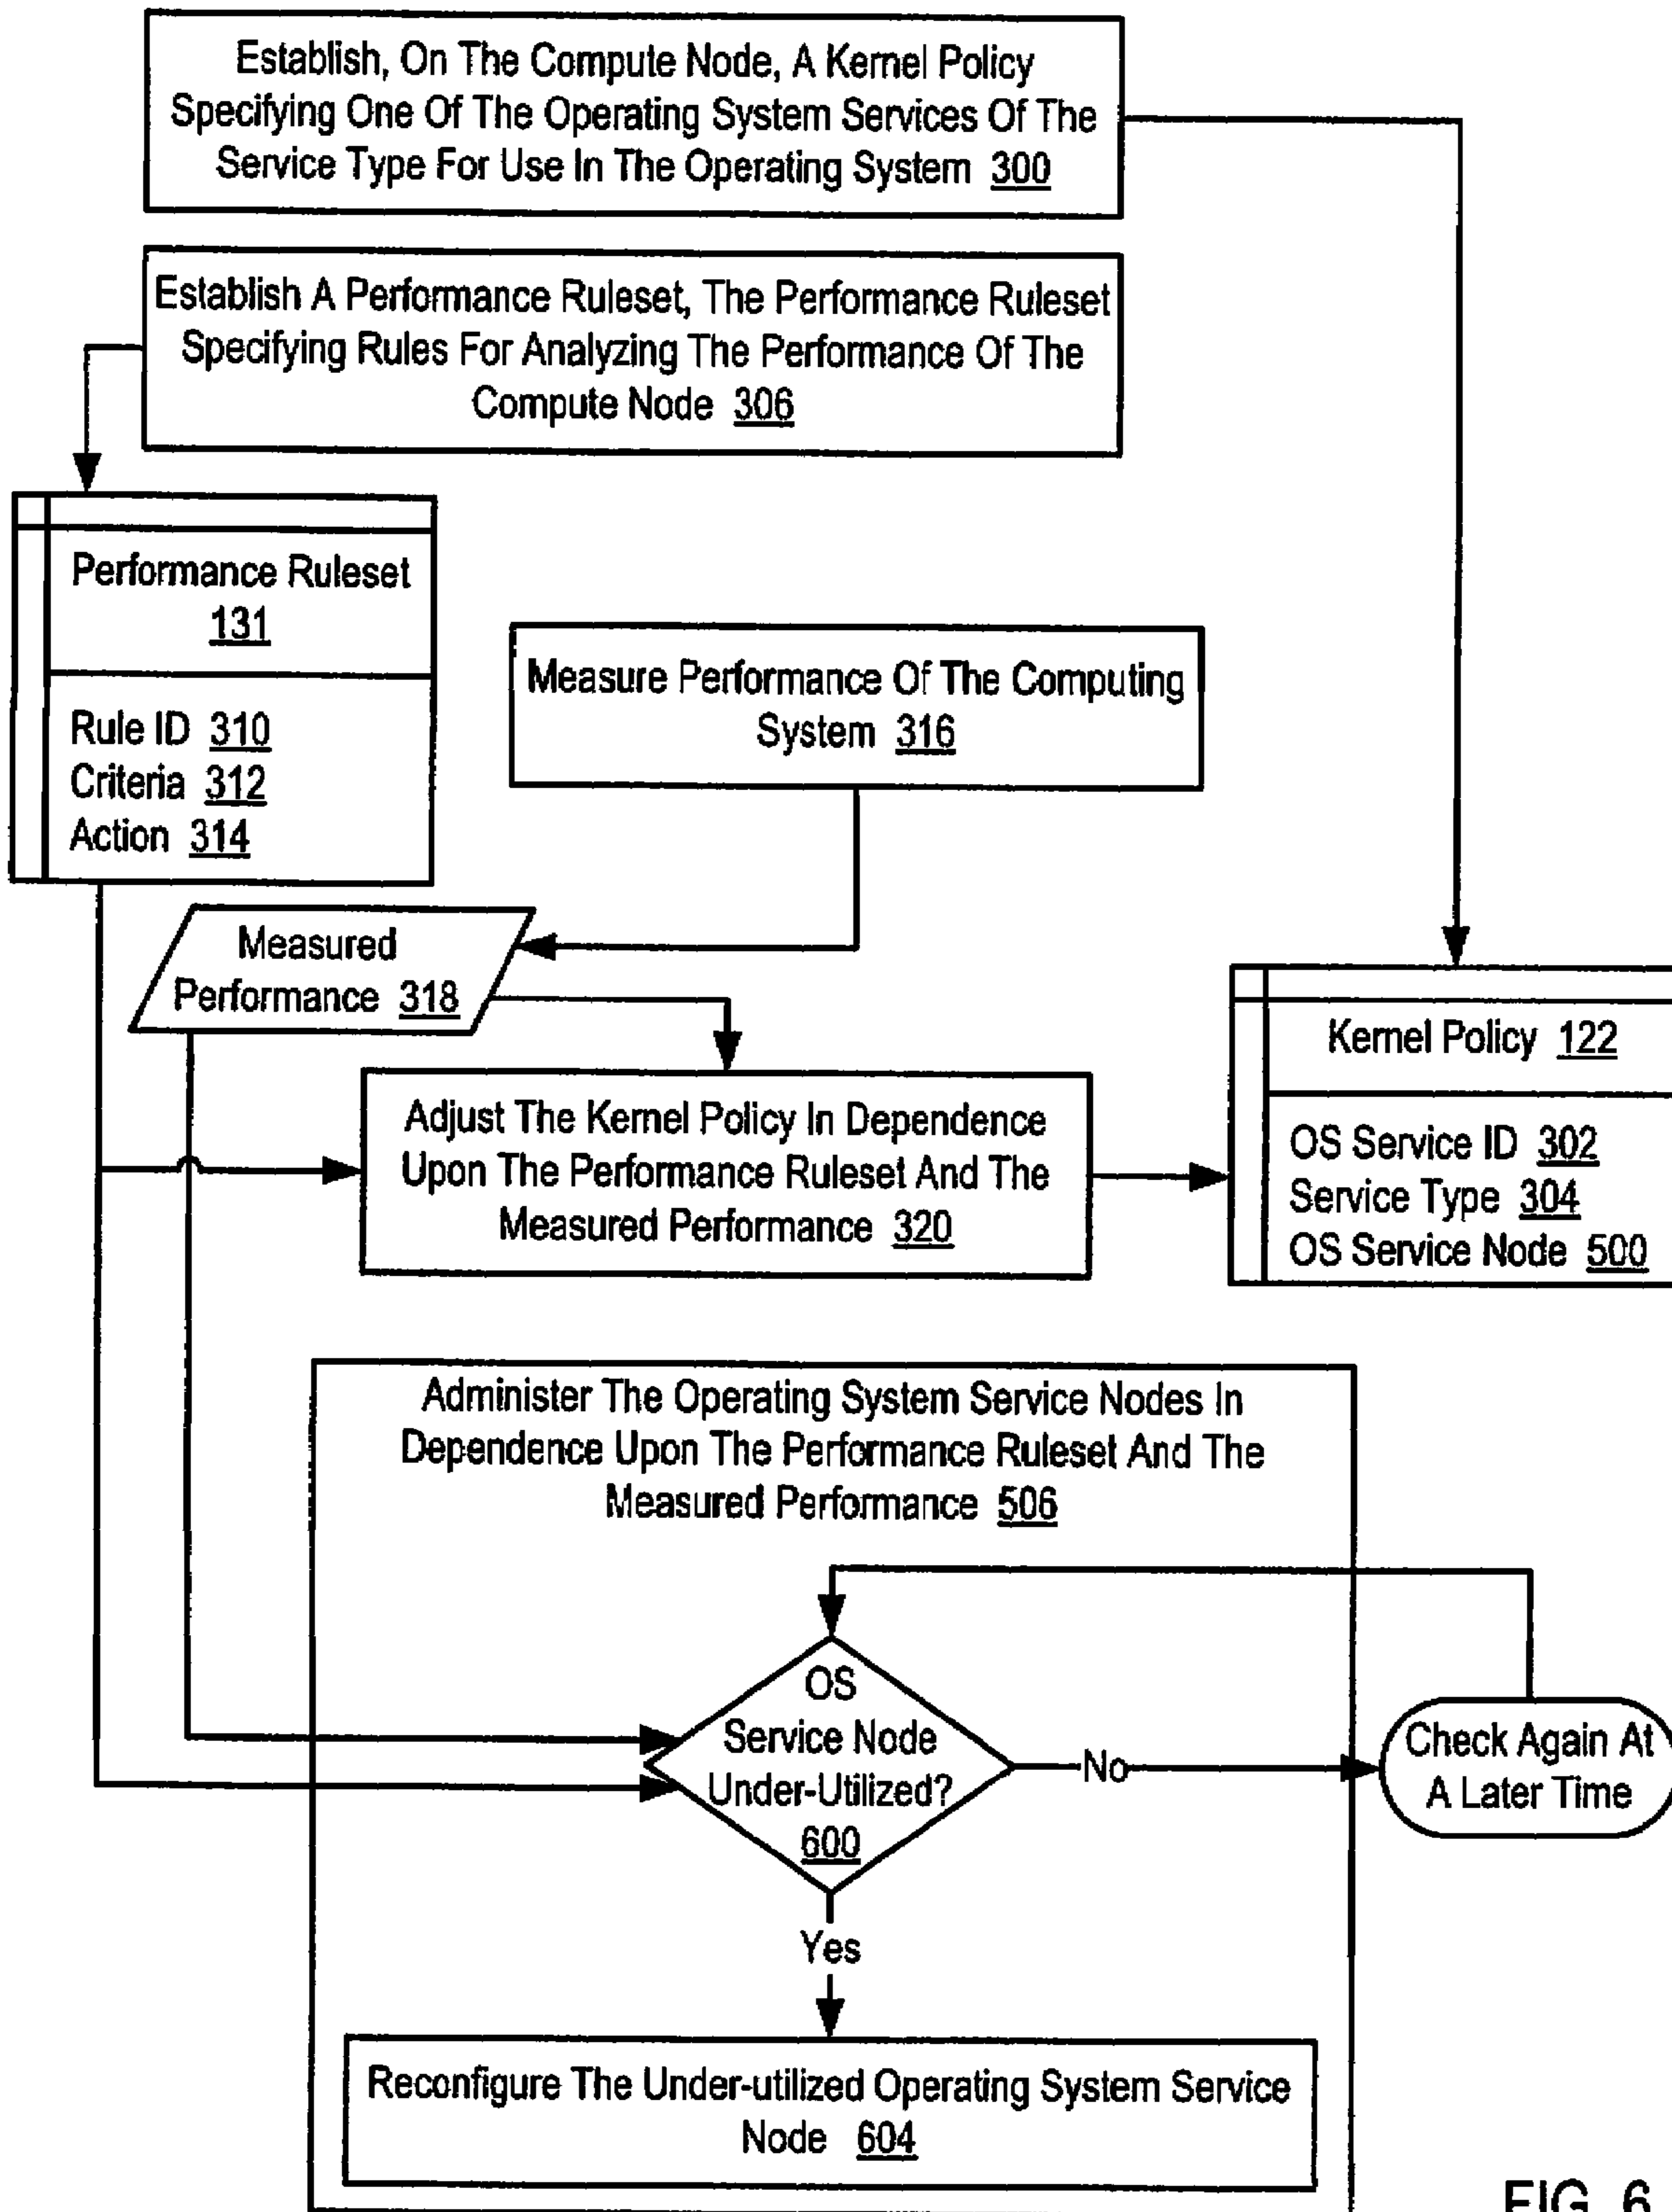 Establish, On The Compute Node, A Kernel Policy
Specifying One Of The Operating System Services Of The
Service Type For Use In The Operating System 300
Establish A Performance Ruleset, The Performance Ruleset
Specifying Rules For Analyzing The Performance Of The
Compute Node 306
Performance Ruleset
131
Rule ID 310
Criteria 312
Action 314
Measure Performance Of The Computing
System 316
Measured
Performance 318
Kernel Policy 122
OS Service ID 302
Service Type 304
OS Service Node 500
Adjust The Kernel Policy In Dependence
Upon The Performance Ruleset And The
Measured Performance 320
Administer The Operating System Service Nodes In
Dependence Upon The Performance Ruleset And The
Measured Performance 506
OS
Service Node
Under-Utilized?
600
No
Check Again At
A Later Time
Yes
Reconfigure The Under-utilized Operating System Service
Node 604
FIG. 6